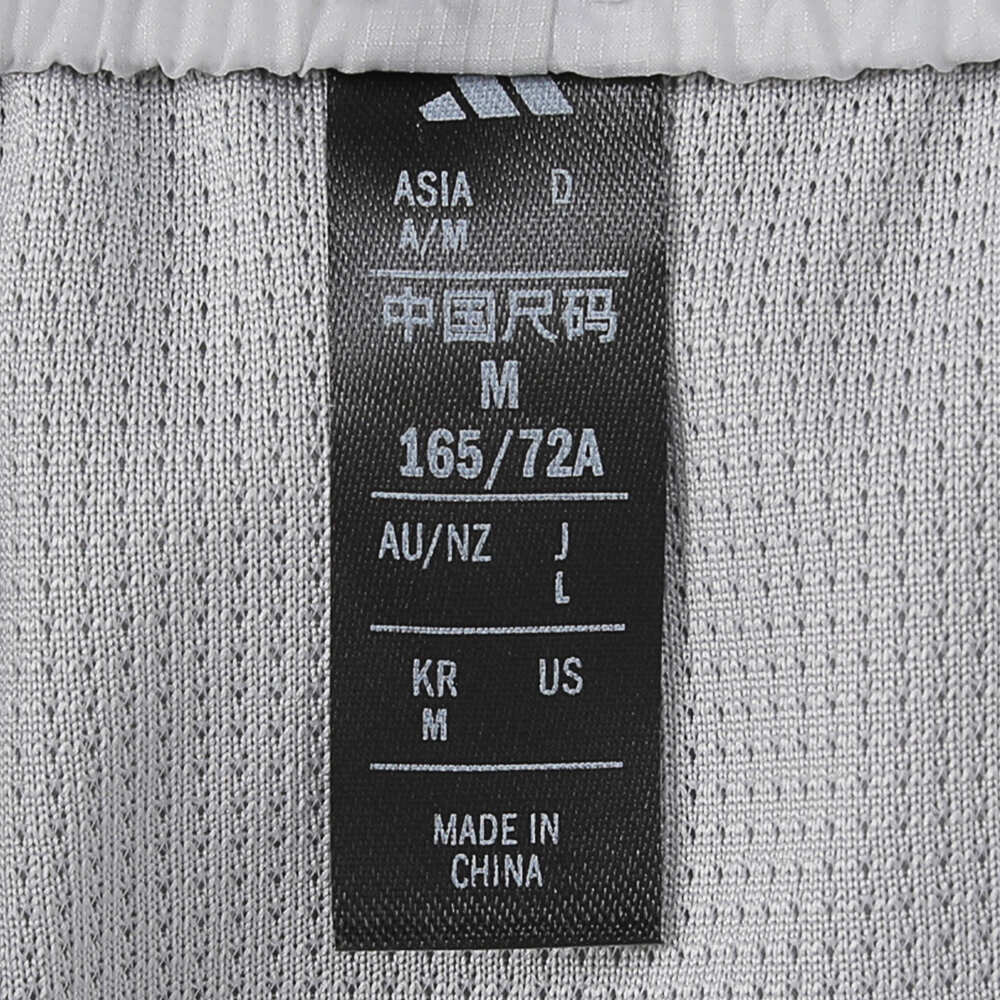 ASIA D
A/M
中国尺码
M
165/72A
AU/NZ J
L
KR US
M
MADE IN
CHINA